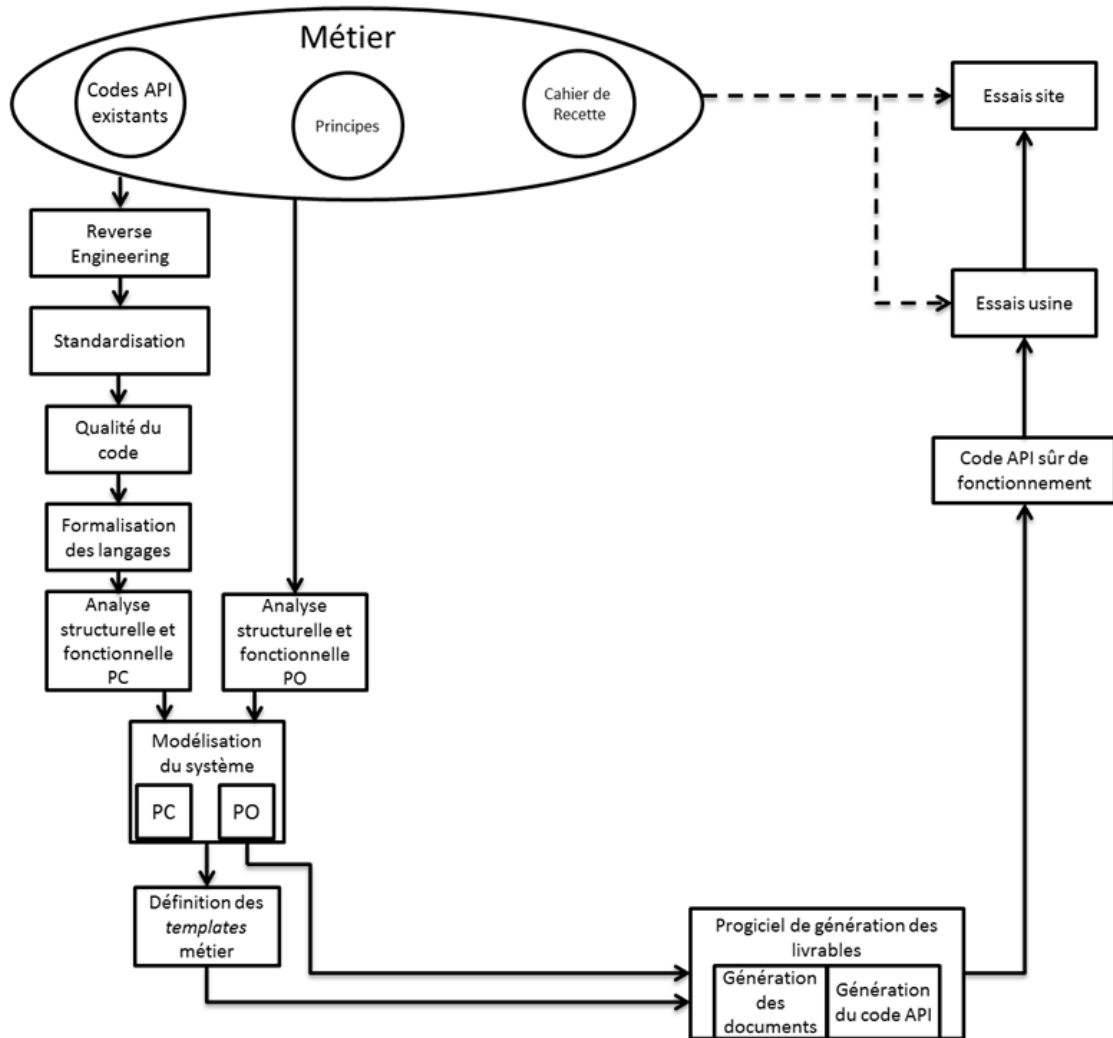 Métier
Codes API
existants
Principes
Cahier de
Recette
Essais site
Reverse
Engineering
Essais usine
Standardisation
Qualité du
code
Code API sûr de
fonctionnement
Formalisation
des langages
Analyse
structurelle et
fonctionnelle
PC
Analyse
structurelle et
fonctionnelle
PO
Modélisation
du système
PC
PO
Définition des
templates
métier
Progiciel de génération des
livrables
Génération
des
documents
Génération
du code API